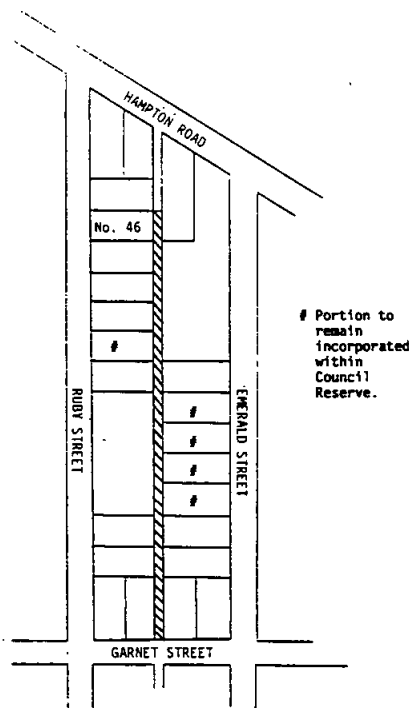 HAMPTON ROAD
No. 46
#
# Portion to
remain
incorporated
within
Council
Reserve.
RUBY STREET
EMERALD STREET
#
#
#
#
GARNET STREET